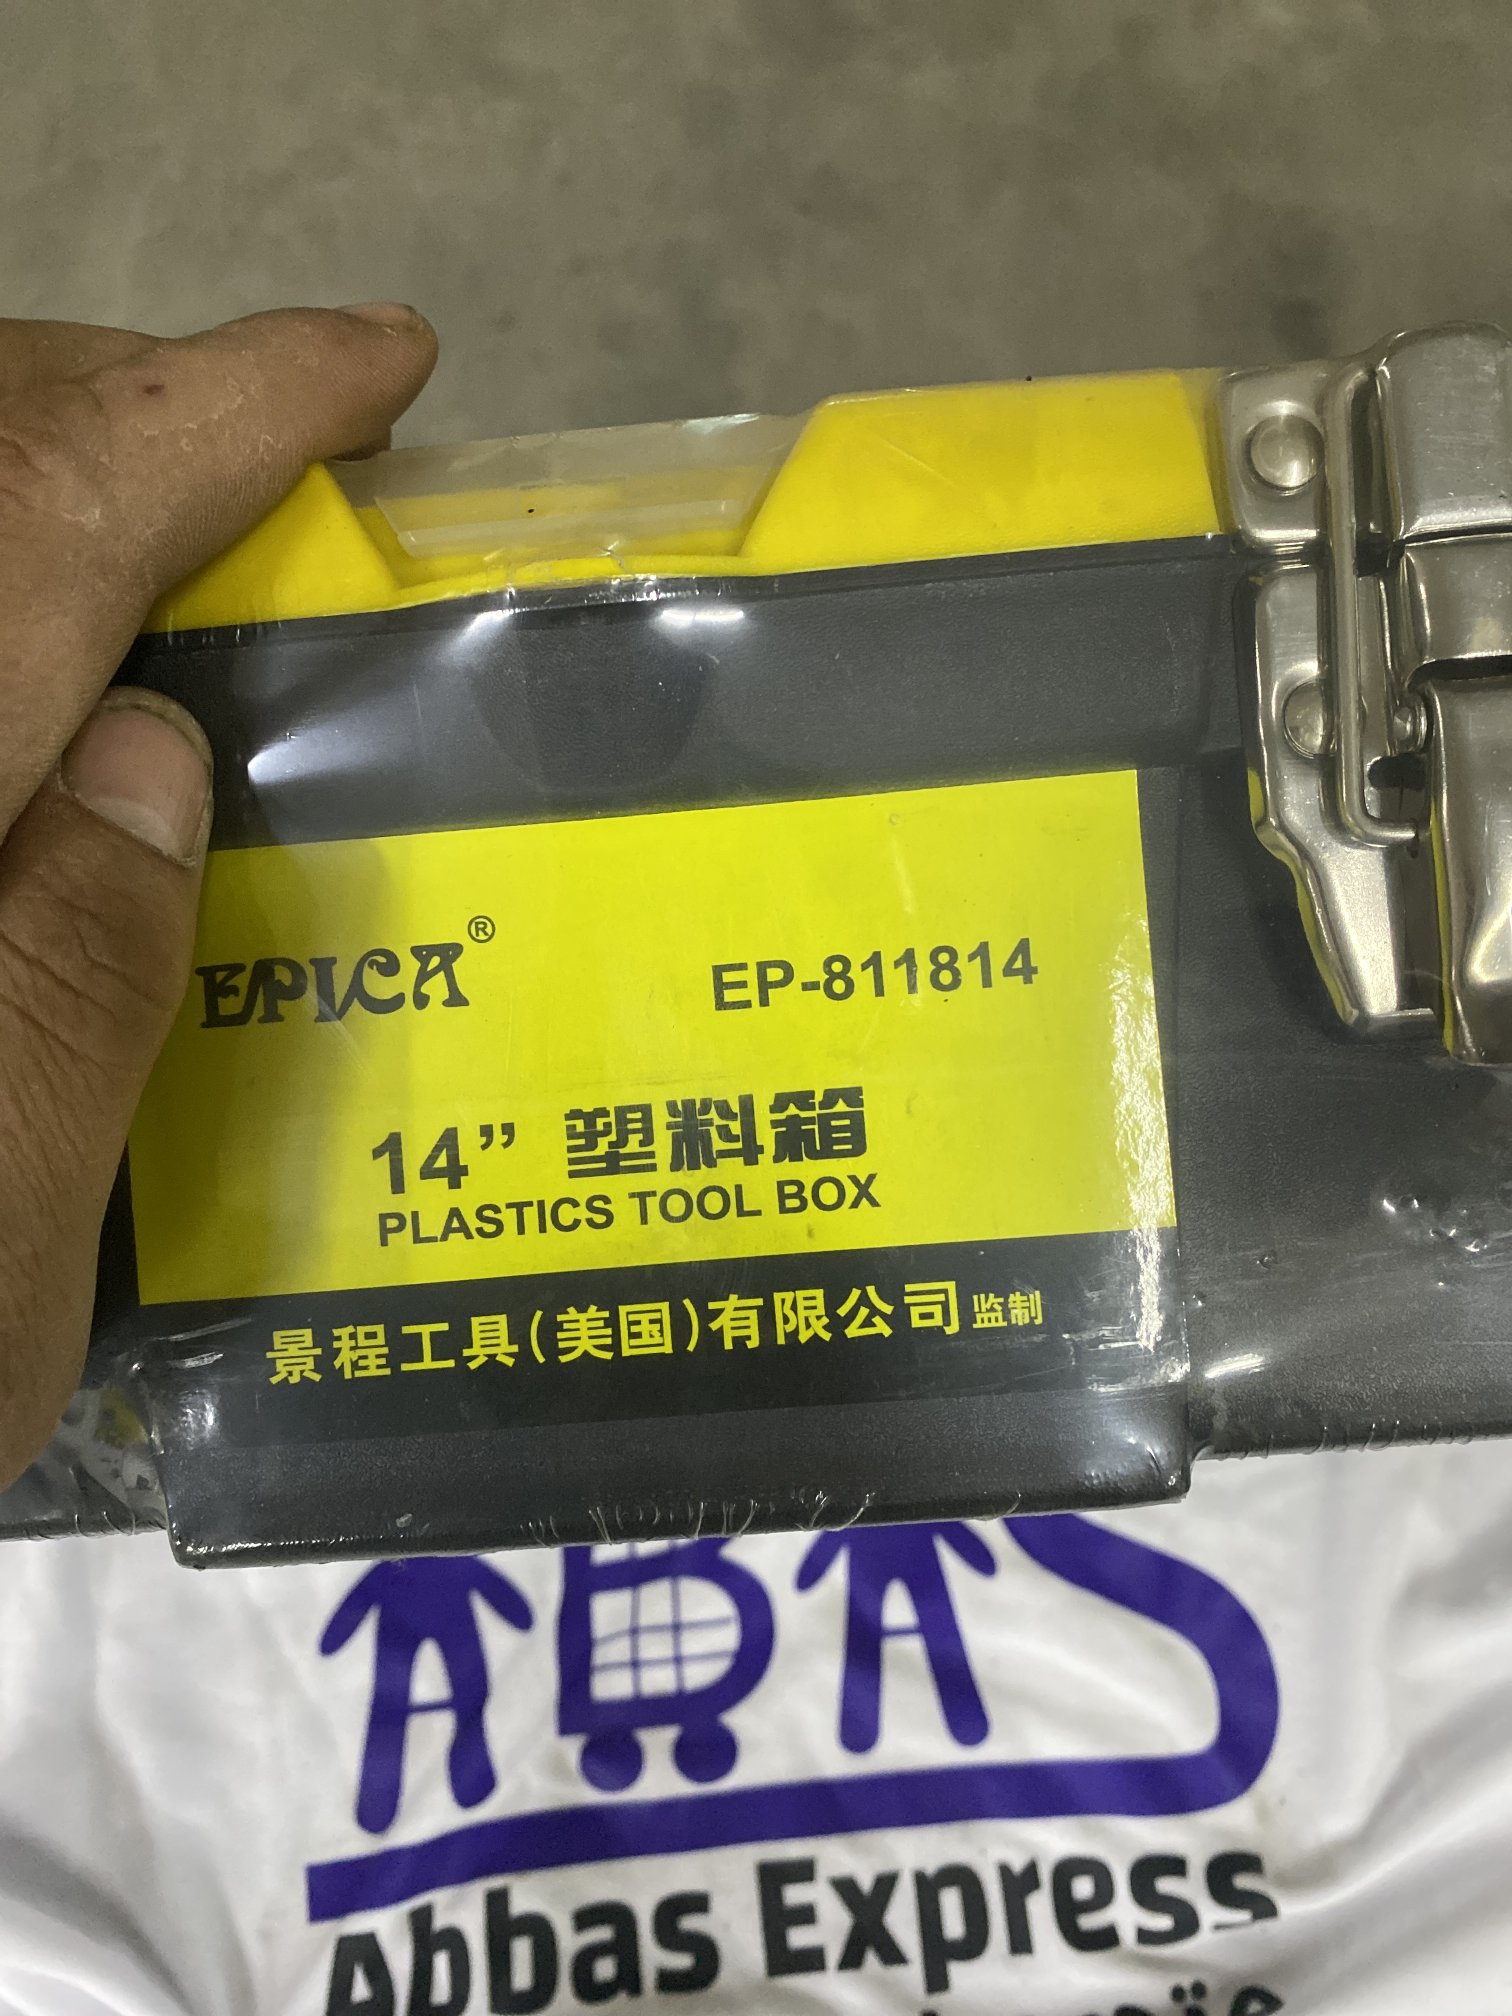 EPICA®
EP-811814
14” 塑料箱
PLASTICS TOOL BOX
景程工具(美国)有限公司 监制
ABAS
Abbas Express